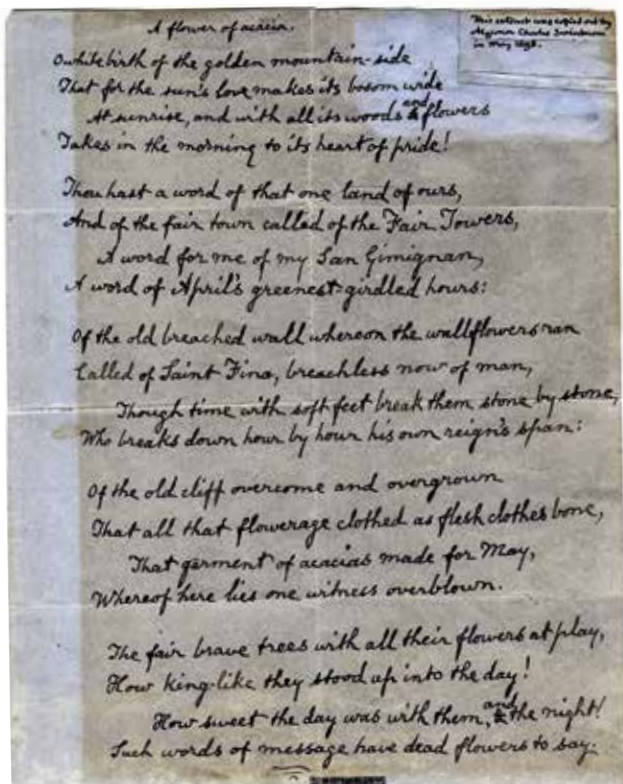 A flower of acacia.
This extract was copied out by
Algernon Charles Swinburne
in May 1898.
O white birth of the golden mountain-side
That for the sun's love makes its bosom wide
At sunrise, and with all its woods and flowers
Takes in the morning to its heart of pride!
Thou hast a word of that one land of ours,
And of the fair town called of the Fair Towers,
A word for me of my San Gimignan,
A word of April's greenest-girdled hours:
Of the old breached wall whereon the wallflowers ran
Called of Saint Fina, breachless now of man,
Though time with soft feet break them stone by stone,
Who breaks down hour by hour his own reign's span:
Of the old cliff overcome and overgrown
That all that flowerage clothed as flesh clothes bone,
That garment of acacias made for May,
Whereof here lies one witness overblown.
The fair brave trees with all their flowers at play,
How king-like they stood up into the day!
How sweet the day was with them, and the night!
Such words of message have dead flowers to say.